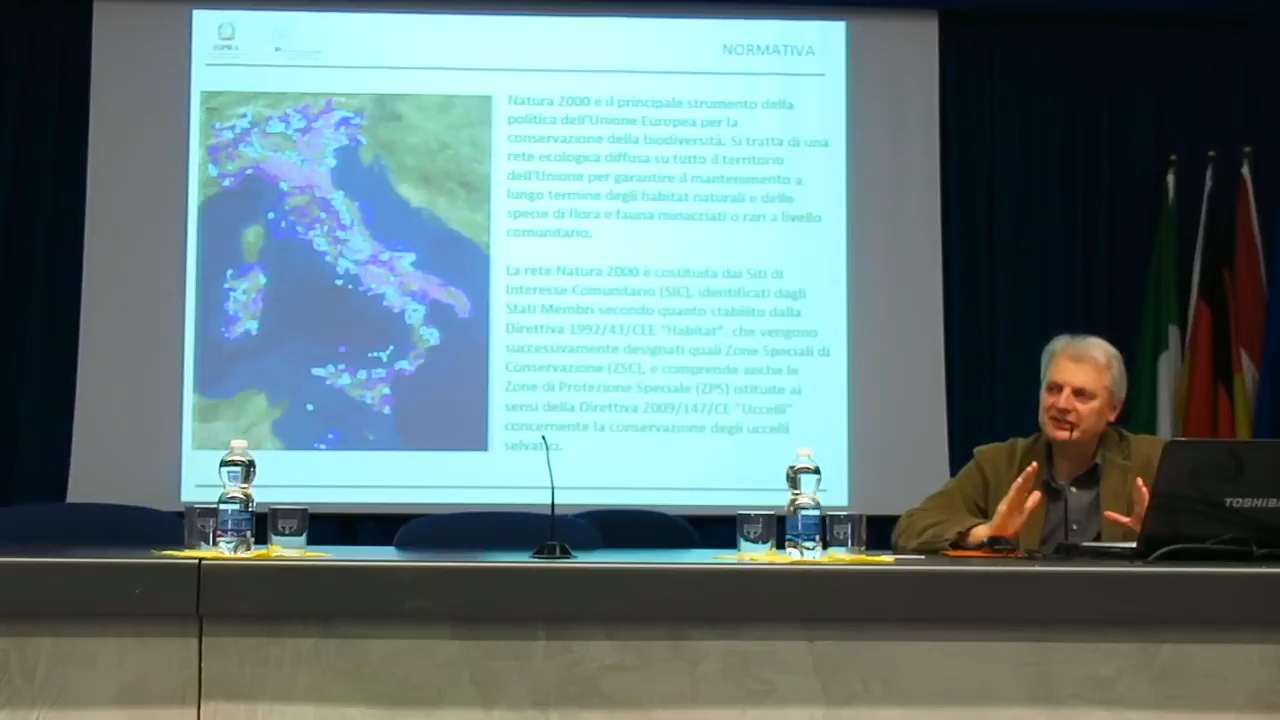 ISPRA
NORMATIVA
Natura 2000 è il principale strumento della
politica dell'Unione Europea per la
conservazione della biodiversità. Si tratta di una
rete ecologica diffusa su tutto il territorio
dell'Unione per garantire il mantenimento a
lungo termine degli habitat naturali e delle
specie di flora e fauna minacciati o rari a livello
comunitario.
La rete Natura 2000 è costituita dai Siti di
Interesse Comunitario (SIC), identificati dagli
Stati Membri secondo quanto stabilito dalla
Direttiva 1992/43/CEE "Habitat", che vengono
successivamente designati quali Zone Speciali di
Conservazione (ZSC), e comprende anche le
Zone di Protezione Speciale (ZPS) istituite ai
sensi della Direttiva 2009/147/CE "Uccelli"
concernente la conservazione degli uccelli
selvatici.
TOSHIBA